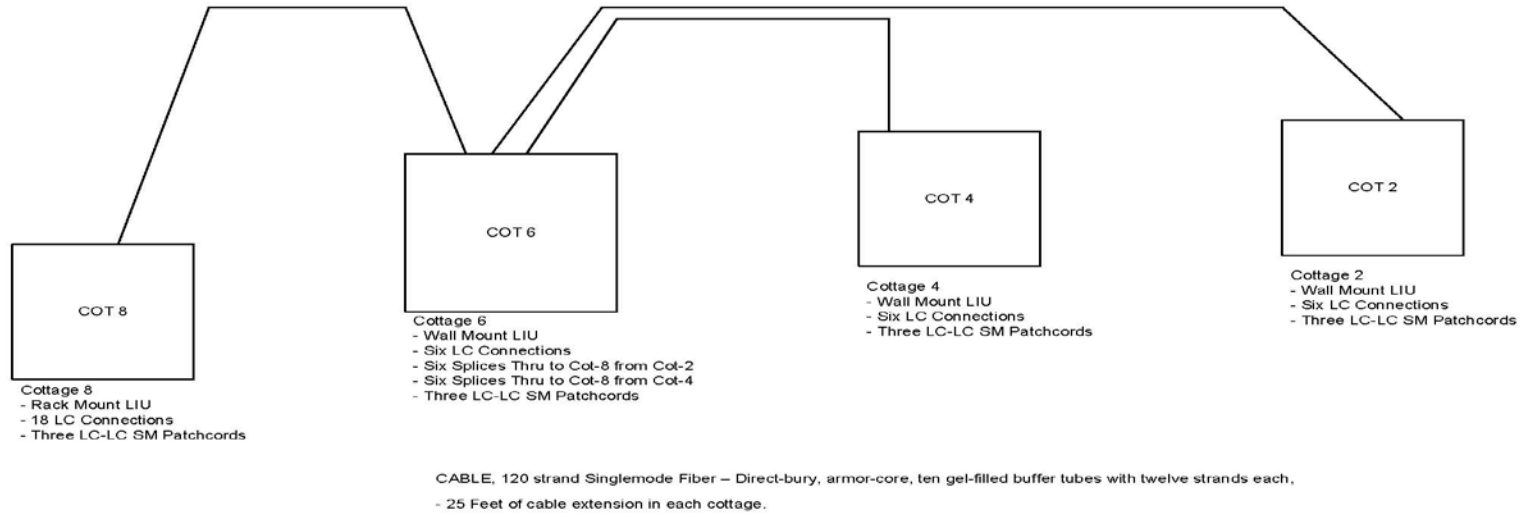 COT 8
COT 6
COT 4
COT 2
Cottage 8
- Rack Mount LIU
- 18 LC Connections
- Three LC-LC SM Patchcords
Cottage 6
- Wall Mount LIU
- Six LC Connections
- Six Splices Thru to Cot-8 from Cot-2
- Six Splices Thru to Cot-8 from Cot-4
- Three LC-LC SM Patchcords
Cottage 4
- Wall Mount LIU
- Six LC Connections
- Three LC-LC SM Patchcords
Cottage 2
- Wall Mount LIU
- Six LC Connections
- Three LC-LC SM Patchcords
CABLE, 120 strand Singlemode Fiber – Direct-bury, armor-core, ten gel-filled buffer tubes with twelve strands each,
- 25 Feet of cable extension in each cottage.